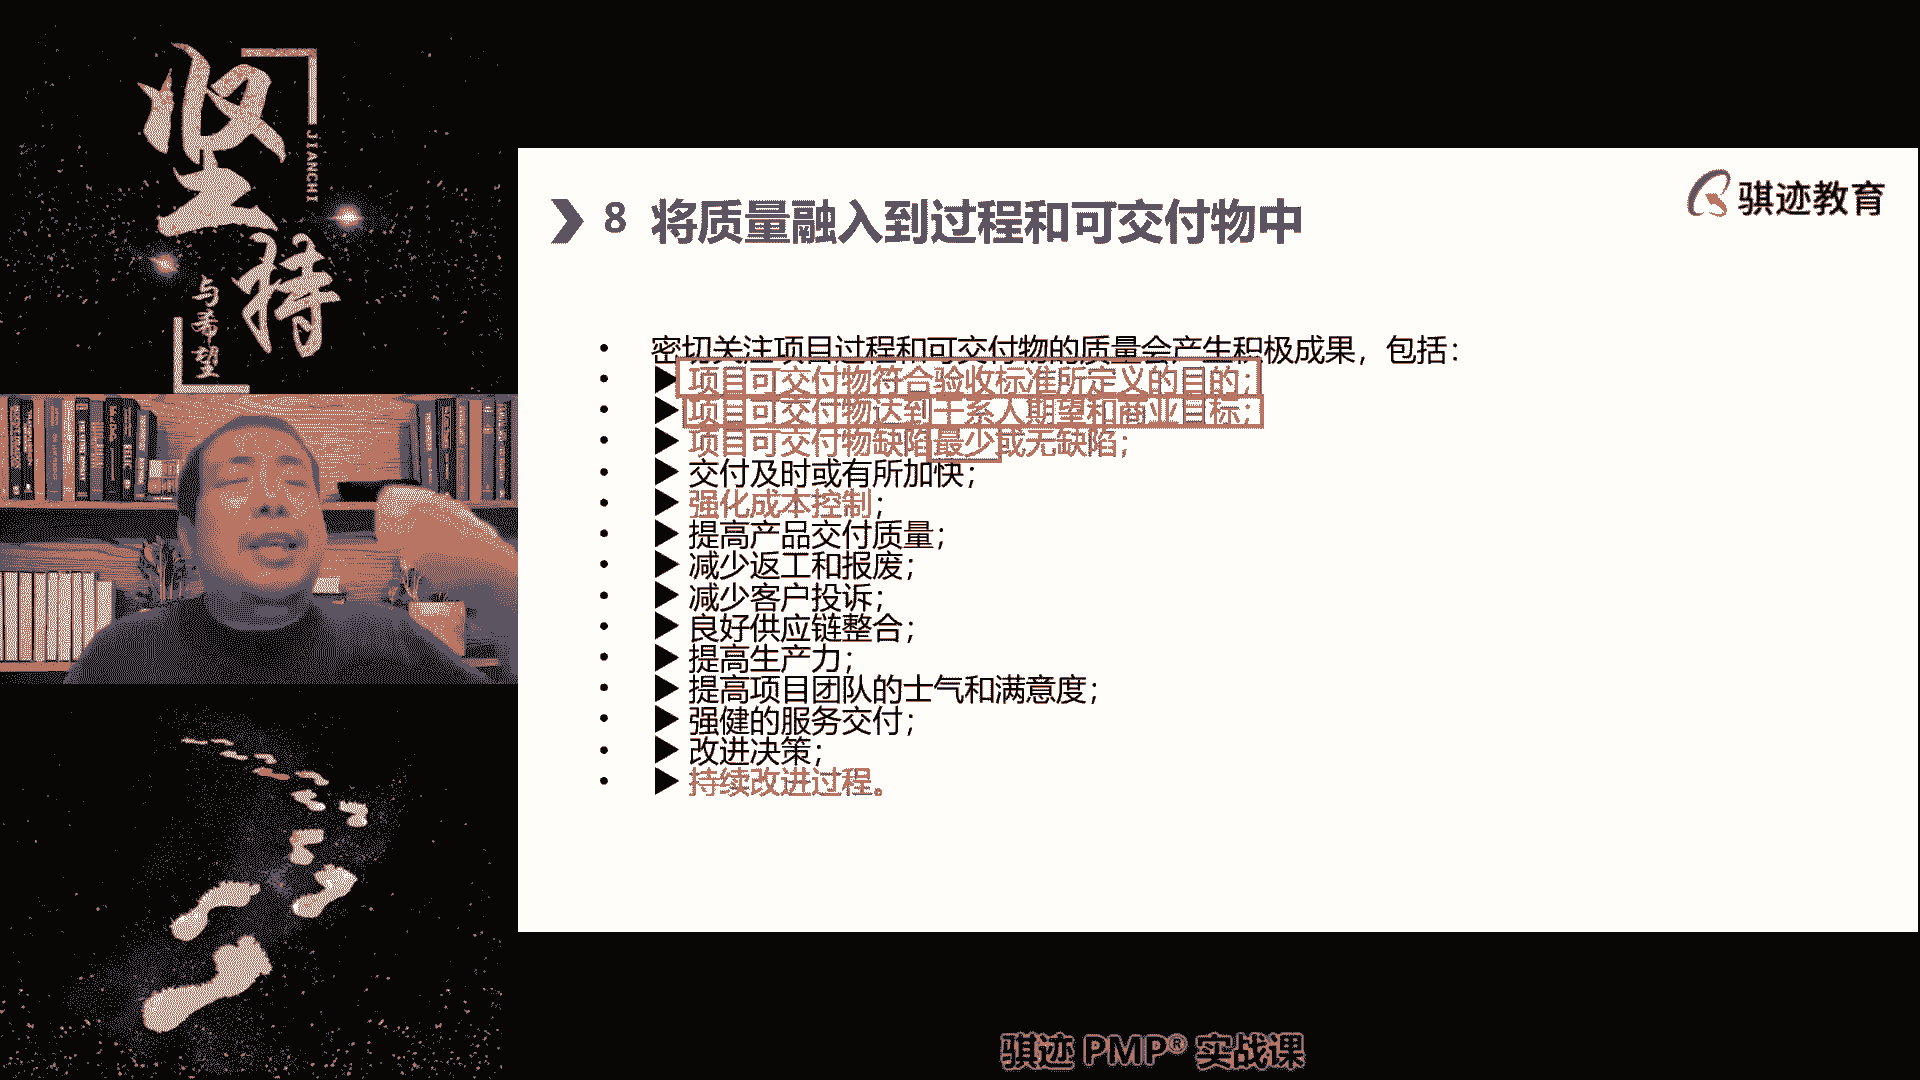 坚持
JIANCHI
与希望
骐迹教育
8 将质量融入到过程和可交付物中
• 密切关注项目过程和可交付物的质量会产生积极成果，包括：
• ▶ 项目可交付物符合验收标准所定义的目的；
• ▶ 项目可交付物达到干系人期望和商业目标；
• ▶ 项目可交付物缺陷最少或无缺陷；
• ▶ 交付及时或有所加快；
• ▶ 强化成本控制；
• ▶ 提高产品交付质量；
• ▶ 减少返工和报废；
• ▶ 减少客户投诉；
• ▶ 良好供应链整合；
• ▶ 提高生产力；
• ▶ 提高项目团队的士气和满意度；
• ▶ 强健的服务交付；
• ▶ 改进决策；
• ▶ 持续改进过程。
骐迹 PMP® 实战课